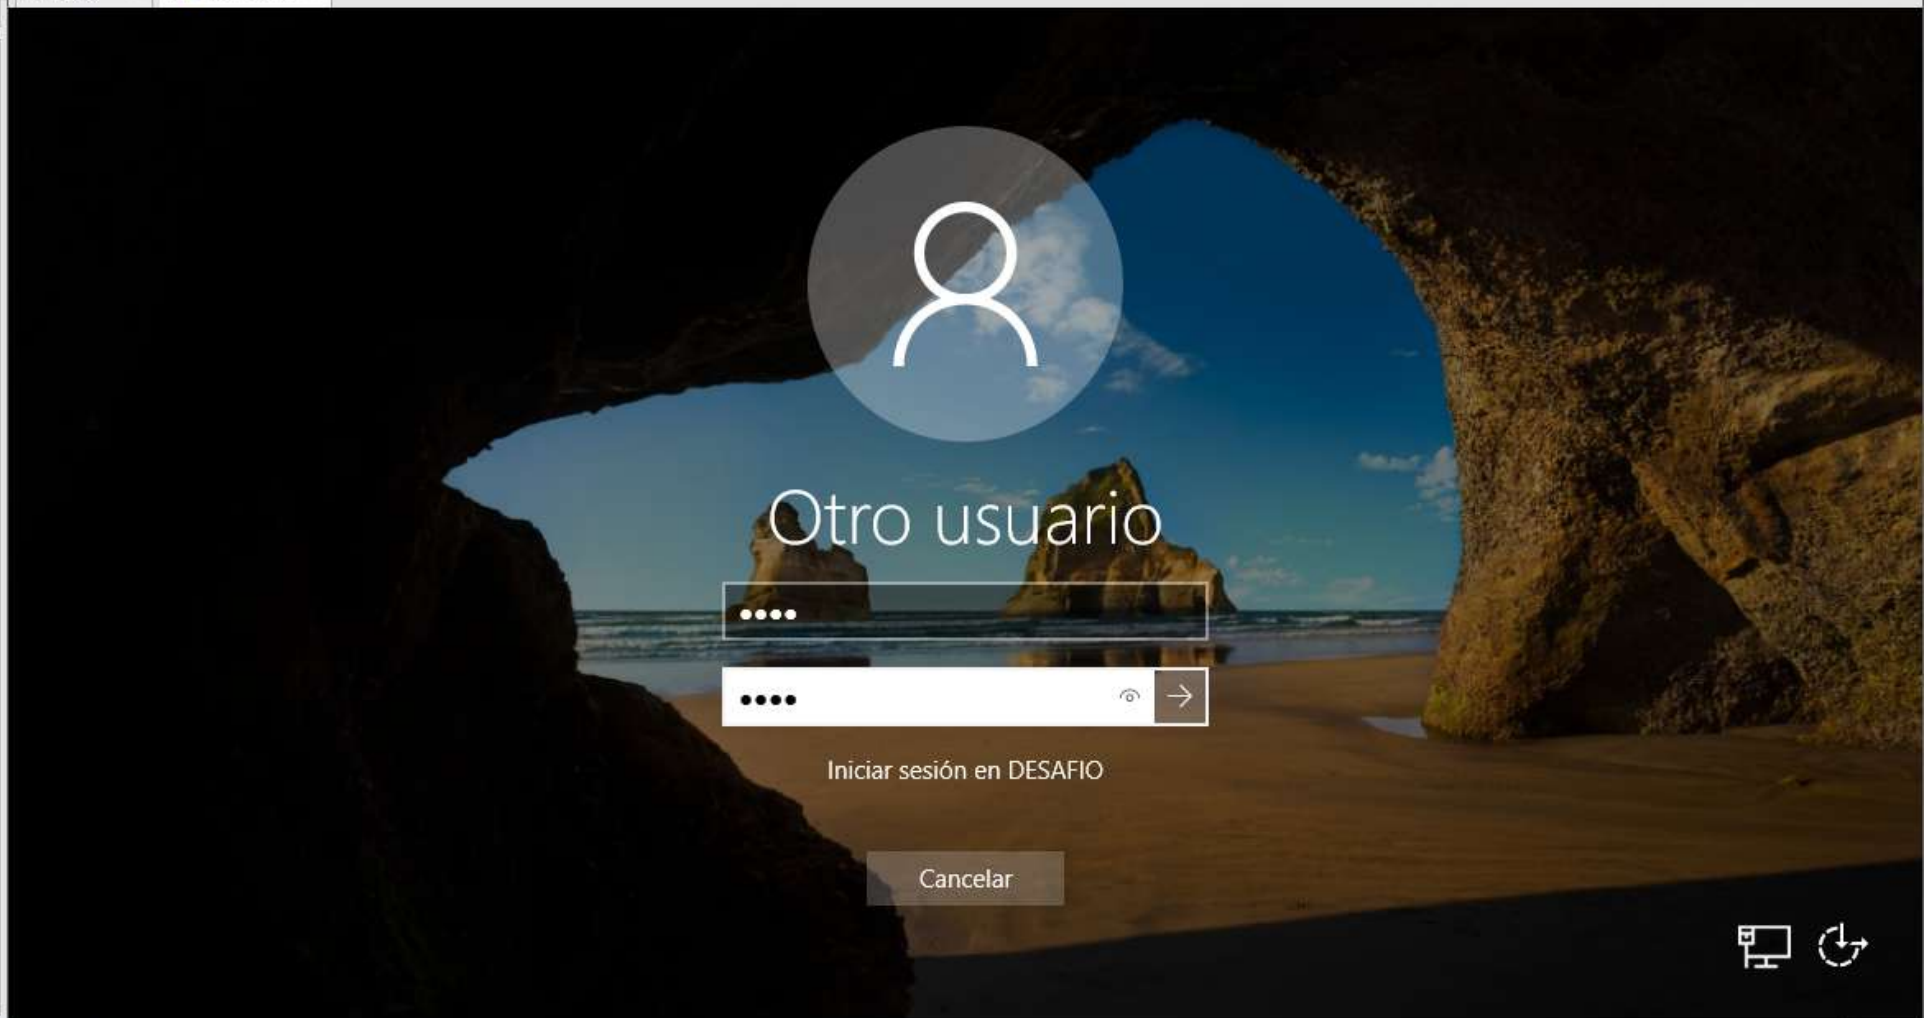 Otro usuario
••••
••••
Iniciar sesión en DESAFIO
Cancelar